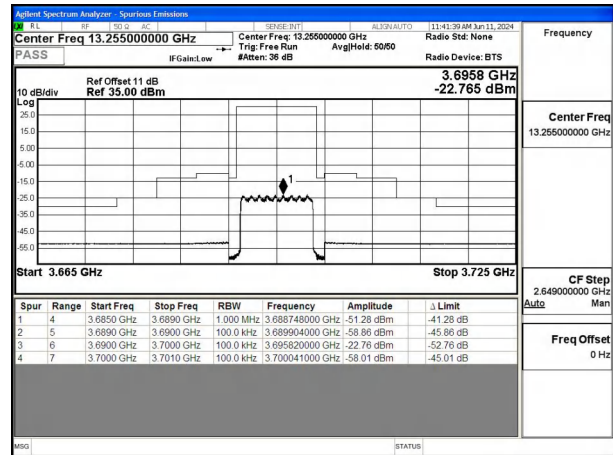 Agilent Spectrum Analyzer - Spurious Emissions
RL RF 50 Ω AC SENSE:INT ALIGN AUTO 11:41:39 AM Jun 11, 2024
Center Freq 13.255000000 GHz Center Freq: 13.255000000 GHz Radio Std: None
Trig: Free Run Avg|Hold: 50/50
PASS IFGain:Low #Atten: 36 dB Radio Device: BTS
Frequency
Ref Offset 11 dB 3.6958 GHz
10 dB/div Ref 35.00 dBm -22.765 dBm
Log
25.0
15.0
5.00
-5.00
-15.0
-25.0
-35.0
-45.0
-55.0
1
Start 3.665 GHz Stop 3.725 GHz
Spur Range Start Freq Stop Freq RBW Frequency Amplitude Δ Limit
1 4 3.6850 GHz 3.6890 GHz 1.000 MHz 3.688748000 GHz -51.28 dBm -41.28 dB
2 5 3.6890 GHz 3.6900 GHz 100.0 kHz 3.689904000 GHz -58.86 dBm -45.86 dB
3 6 3.6900 GHz 3.7000 GHz 100.0 kHz 3.695820000 GHz -22.76 dBm -52.76 dB
4 7 3.7000 GHz 3.7010 GHz 100.0 kHz 3.700041000 GHz -58.01 dBm -45.01 dB
Center Freq
13.255000000 GHz
CF Step
2.649000000 GHz
Auto Man
Freq Offset
0 Hz
MSG STATUS